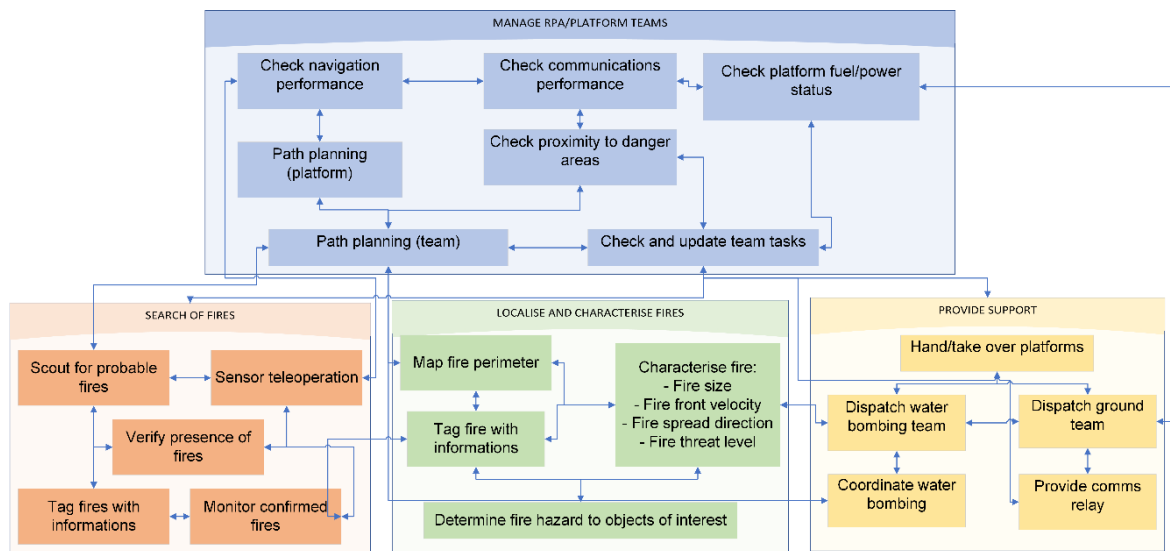 MANAGE RPA/PLATFORM TEAMS
Check navigation
performance
Check communications
performance
Check platform fuel/power
status
Path planning
(platform)
Check proximity to danger
areas
Path planning (team)
Check and update team tasks
SEARCH OF FIRES
Scout for probable
fires
Sensor teleoperation
Verify presence of
fires
Tag fires with
informations
Monitor confirmed
fires
LOCALISE AND CHARACTERISE FIRES
Map fire perimeter
Tag fire with
informations
Characterise fire:
- Fire size
- Fire front velocity
- Fire spread direction
- Fire threat level
Determine fire hazard to objects of interest
PROVIDE SUPPORT
Hand/take over platforms
Dispatch water
bombing team
Dispatch ground
team
Coordinate water
bombing
Provide comms
relay